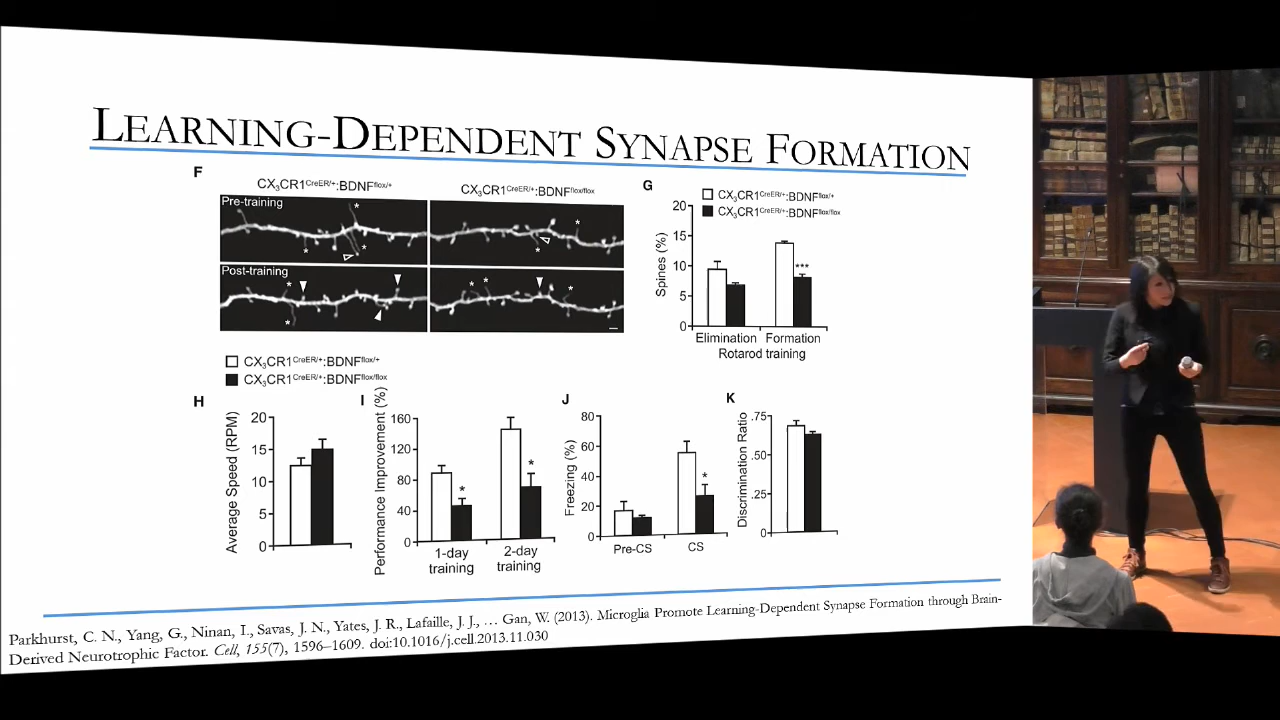 LEARNING-DEPENDENT SYNAPSE FORMATION
F
CX3CR1CreER/+:BDNFflox/+
CX3CR1CreER/+:BDNFflox/flox
Pre-training
*
*
*
*
*
Post-training
*
*
*
*
*
G
CX3CR1CreER/+:BDNFflox/+
CX3CR1CreER/+:BDNFflox/flox
Spines (%)
20
15
10
5
0
***
Elimination
Formation
Rotarod training
CX3CR1CreER/+:BDNFflox/+
CX3CR1CreER/+:BDNFflox/flox
H
Average Speed (RPM)
20
15
10
5
0
I
Performance Improvement (%)
160
120
80
40
0
*
*
1-day
training
2-day
training
J
Freezing (%)
80
60
40
20
0
*
Pre-CS
CS
K
Discrimination Ratio
.75
.50
.25
0
Parkhurst, C. N., Yang, G., Ninan, I., Savas, J. N., Yates, J. R., Lafaille, J. J., … Gan, W. (2013). Microglia Promote Learning-Dependent Synapse Formation through Brain-
Derived Neurotrophic Factor. Cell, 155(7), 1596–1609. doi:10.1016/j.cell.2013.11.030